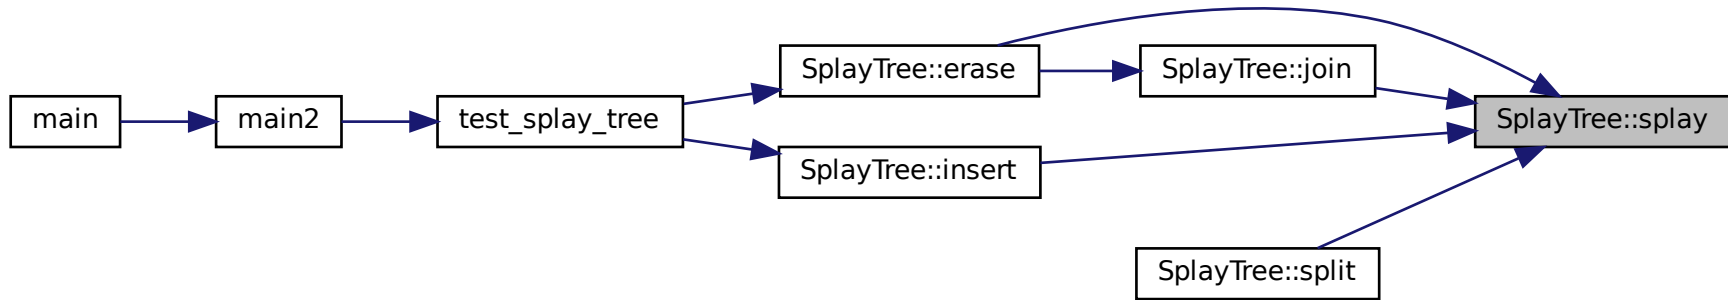 main
main2
test_splay_tree
SplayTree::erase
SplayTree::join
SplayTree::splay
SplayTree::insert
SplayTree::split